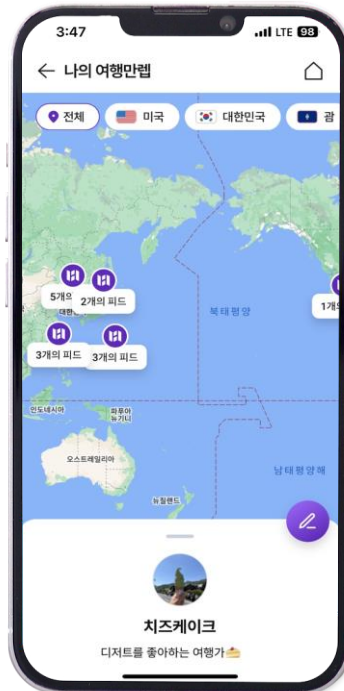 3:47
LTE 98
나의 여행만렙
전체
미국
대한민국
괌
5개의
2개의 피드
대한
1개
북태평양
3개의 피드
3개의 피드
인도네시아
파푸아
뉴기니
오스트레일리아
남태평양해
뉴질랜드
치즈케이크
디저트를 좋아하는 여행가🍰